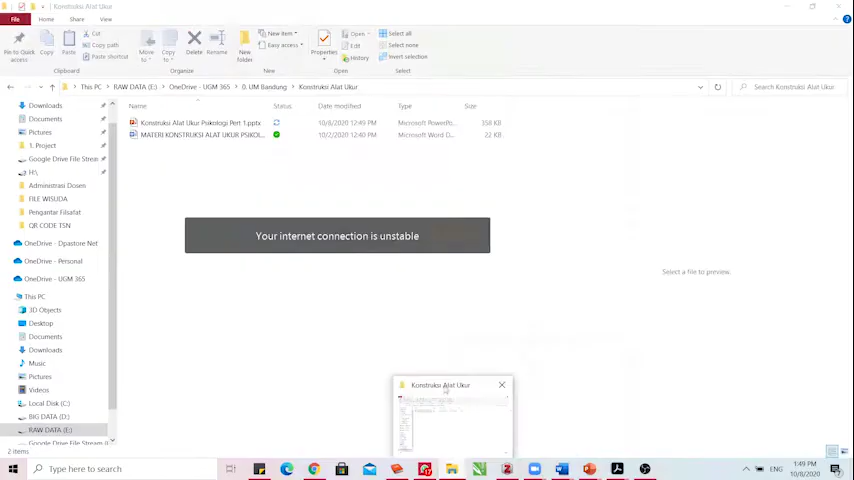 Konstruksi Alat Ukur
File Home Share View
Pin to Quick access
Copy
Paste
Cut
Copy path
Paste shortcut
Move to
Copy to
Delete
Rename
New folder
New item
Easy access
Properties
Open
Edit
History
Select all
Select none
Invert selection
Clipboard Organize New Open Select
This PC RAW DATA (E:) OneDrive - UGM 365 0. UM Bandung Konstruksi Alat Ukur
Search Konstruksi Alat Ukur
Name Status Date modified Type Size
Konstruksi Alat Ukur Psikologi Pert 1.pptx 10/8/2020 12:49 PM Microsoft PowerPo... 358 KB
MATERI KONSTRUKSI ALAT UKUR PSIKOL... 10/2/2020 12:40 PM Microsoft Word D... 22 KB
Downloads
Documents
Pictures
1. Project
Google Drive File Stream
H:\
Administrasi Dosen
FILE WISUDA
Pengantar Filsafat
QR CODE TSN
OneDrive - Dpastore Net
OneDrive - Personal
OneDrive - UGM 365
This PC
3D Objects
Desktop
Documents
Downloads
Music
Pictures
Videos
Local Disk (C:)
BIG DATA (D:)
RAW DATA (E:)
Google Drive File Stream (
Your internet connection is unstable
Select a file to preview.
Konstruksi Alat Ukur
2 items
Type here to search
ENG
1:49 PM
10/8/2020